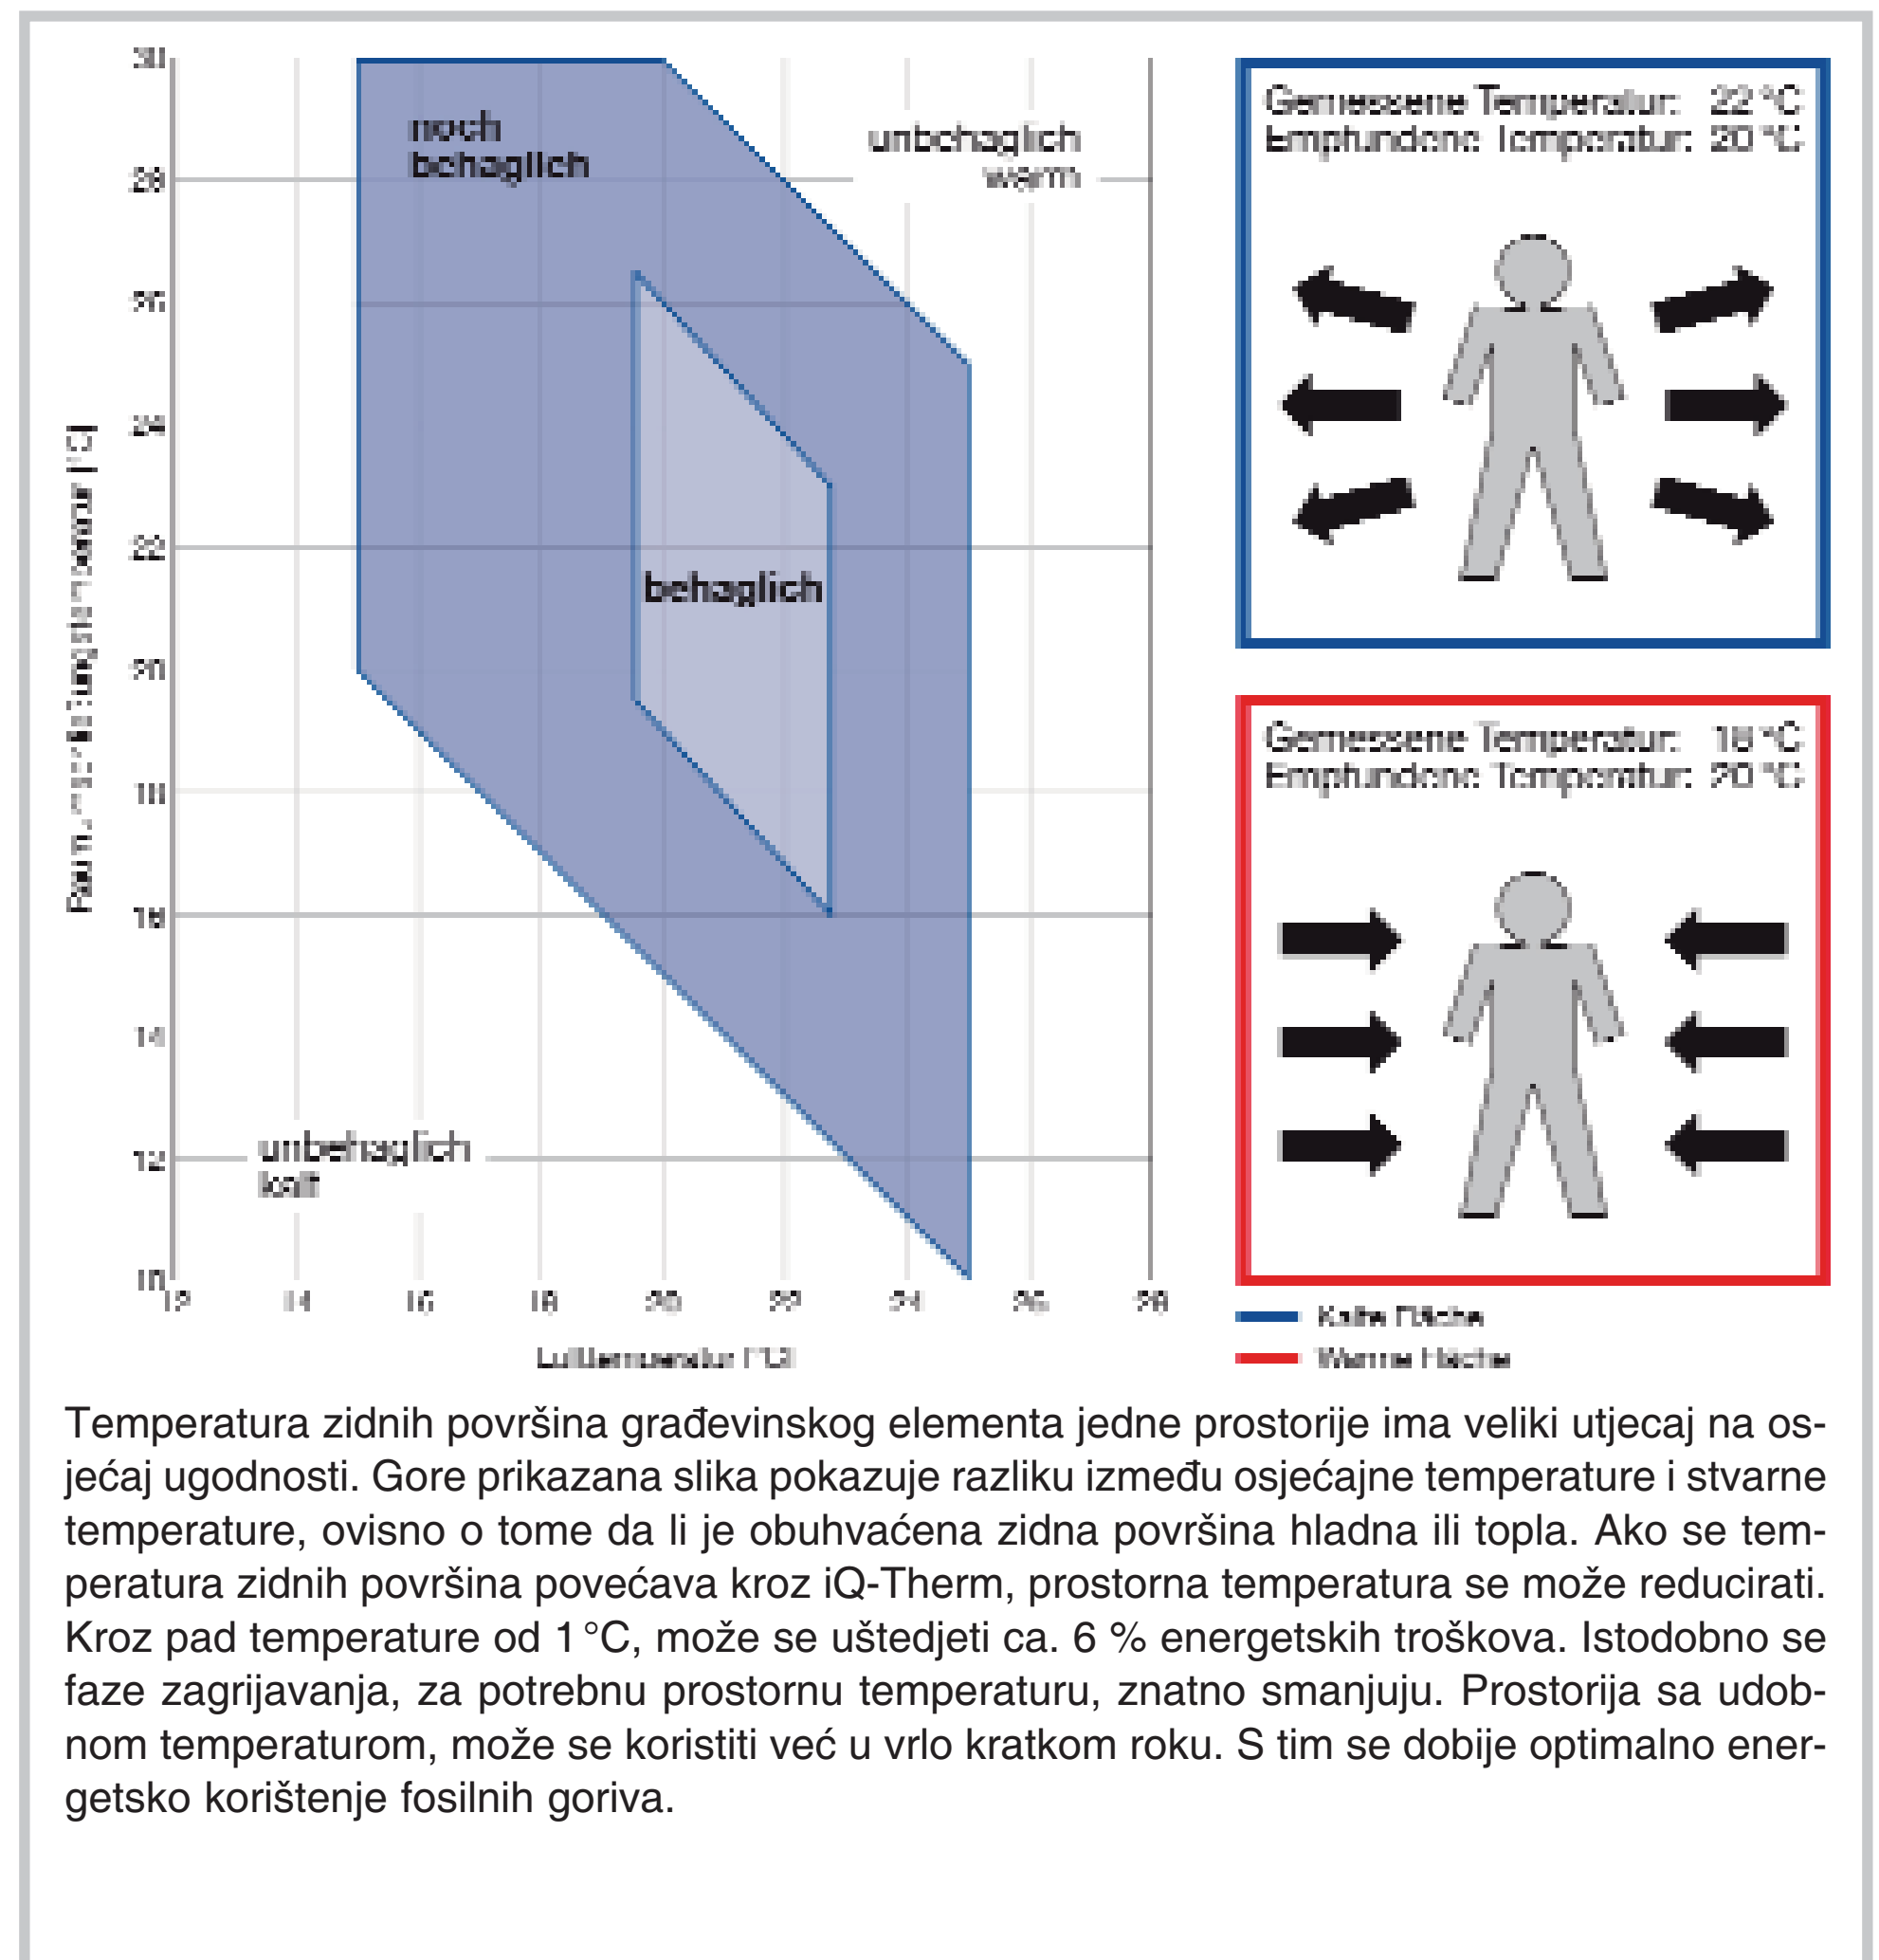 30
28
26
24
22
20
18
16
14
12
10
noch
behaglich
unbehaglich
warm
behaglich
unbehaglich
kalt
12 14 16 18 20 22 24 26 28
Lufttemperatur [°C]
Gemessene Temperatur: 22 °C
Empfundene Temperatur: 20 °C
Gemessene Temperatur: 18 °C
Empfundene Temperatur: 20 °C
Kalte Fläche
Warme Fläche
Temperatura zidnih površina građevinskog elementa jedne prostorije ima veliki utjecaj na os-
jećaj ugodnosti. Gore prikazana slika pokazuje razliku između osjećajne temperature i stvarne
temperature, ovisno o tome da li je obuhvaćena zidna površina hladna ili topla. Ako se tem-
peratura zidnih površina povećava kroz iQ-Therm, prostorna temperatura se može reducirati.
Kroz pad temperature od 1 °C, može se uštedjeti ca. 6 % energetskih troškova. Istodobno se
faze zagrijavanja, za potrebnu prostornu temperaturu, znatno smanjuju. Prostorija sa udob-
nom temperaturom, može se koristiti već u vrlo kratkom roku. S tim se dobije optimalno ener-
getsko korištenje fosilnih goriva.